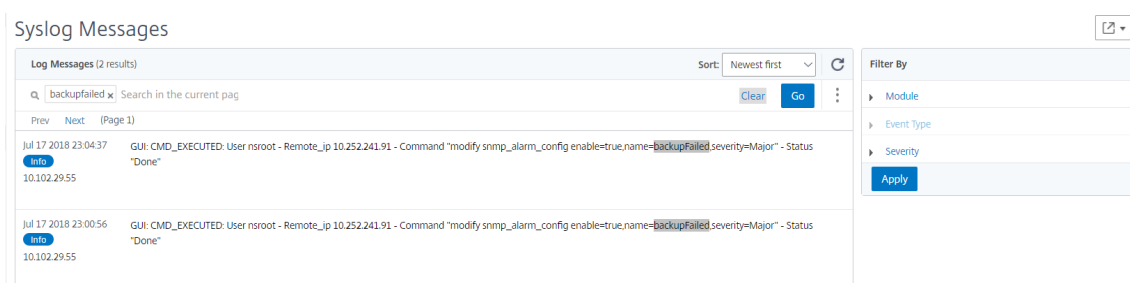 Syslog Messages
Log Messages (2 results)
Sort: Newest first
backupfailed x Search in the current pag
Clear Go
Prev Next (Page 1)
Jul 17 2018 23:04:37
Info
10.102.29.55
GUI: CMD_EXECUTED: User nsroot - Remote_ip 10.252.241.91 - Command "modify snmp_alarm_config enable=true,name=backupFailed,severity=Major" - Status
"Done"
Jul 17 2018 23:00:56
Info
10.102.29.55
GUI: CMD_EXECUTED: User nsroot - Remote_ip 10.252.241.91 - Command "modify snmp_alarm_config enable=true,name=backupFailed,severity=Major" - Status
"Done"
Filter By
Module
Event Type
Severity
Apply